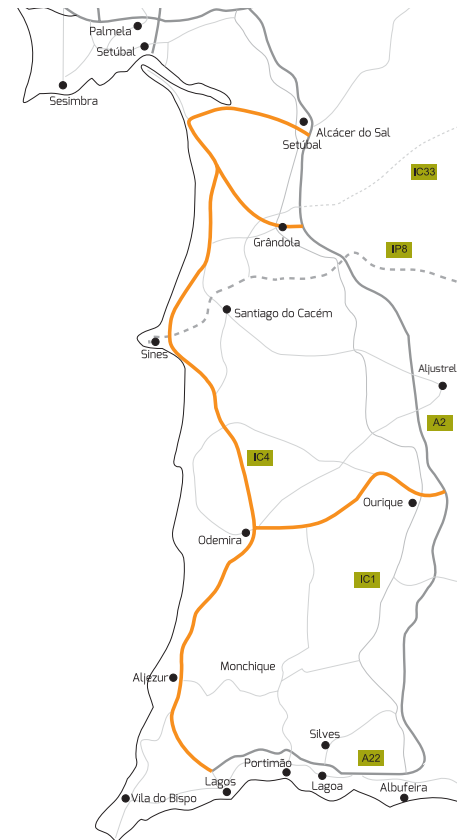 Palmela
Setúbal
Sesimbra
Alcácer do Sal
Setúbal
IC33
Grândola
IP8
Santiago do Cacém
Sines
Aljustrel
A2
IC4
Ourique
Odemira
IC1
Monchique
Aljezur
Silves
A22
Portimão
Lagos
Lagoa
Albufeira
Vila do Bispo